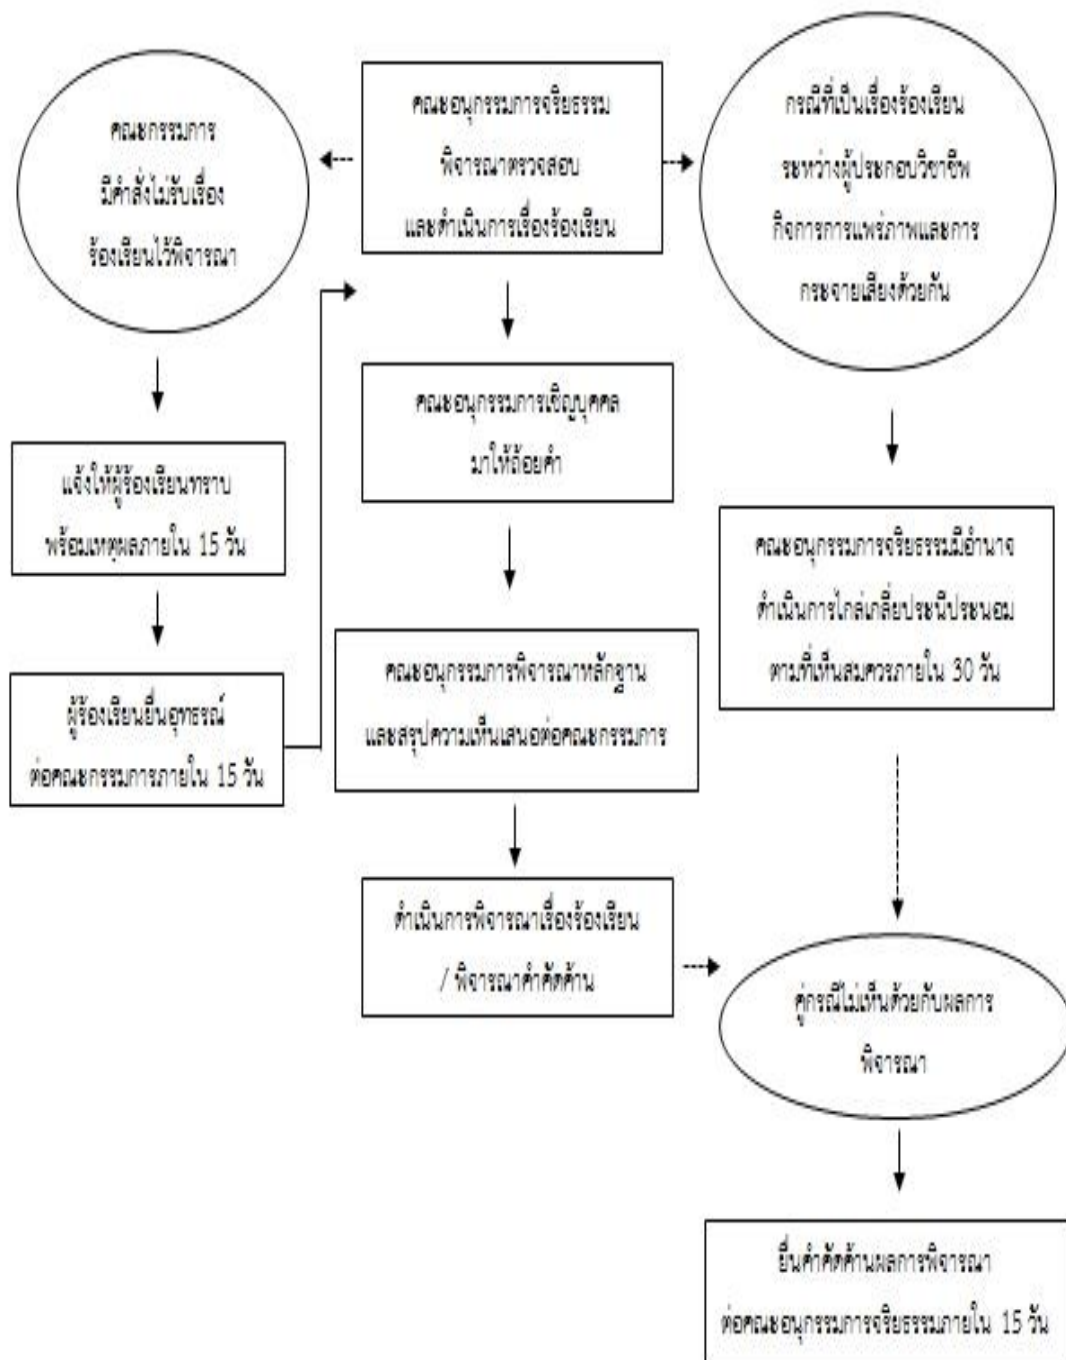 คณะกรรมการ
มีคำสั่งไม่รับเรื่อง
ร้องเรียนไว้พิจารณา
คณะอนุกรรมการจริยธรรม
พิจารณาตรวจสอบ
และดำเนินการเรื่องร้องเรียน
กรณีที่เป็นเรื่องร้องเรียน
ระหว่างผู้ประกอบวิชาชีพ
กิจการการแพร่ภาพและการ
กระจายเสียงด้วยกัน
แจ้งให้ผู้ร้องเรียนทราบ
พร้อมเหตุผลภายใน 15 วัน
คณะอนุกรรมการเชิญบุคคล
มาให้ถ้อยคำ
คณะอนุกรรมการจริยธรรมมีอำนาจ
ดำเนินการไกล่เกลี่ยประนีประนอม
ตามที่เห็นสมควรภายใน 30 วัน
ผู้ร้องเรียนยื่นอุทธรณ์
ต่อคณะกรรมการภายใน 15 วัน
คณะอนุกรรมการพิจารณาหลักฐาน
และสรุปความเห็นเสนอต่อคณะกรรมการ
ดำเนินการพิจารณาเรื่องร้องเรียน
/ พิจารณาคำคัดค้าน
คู่กรณีไม่เห็นด้วยกับผลการ
พิจารณา
ยื่นคำคัดค้านผลการพิจารณา
ต่อคณะอนุกรรมการจริยธรรมภายใน 15 วัน